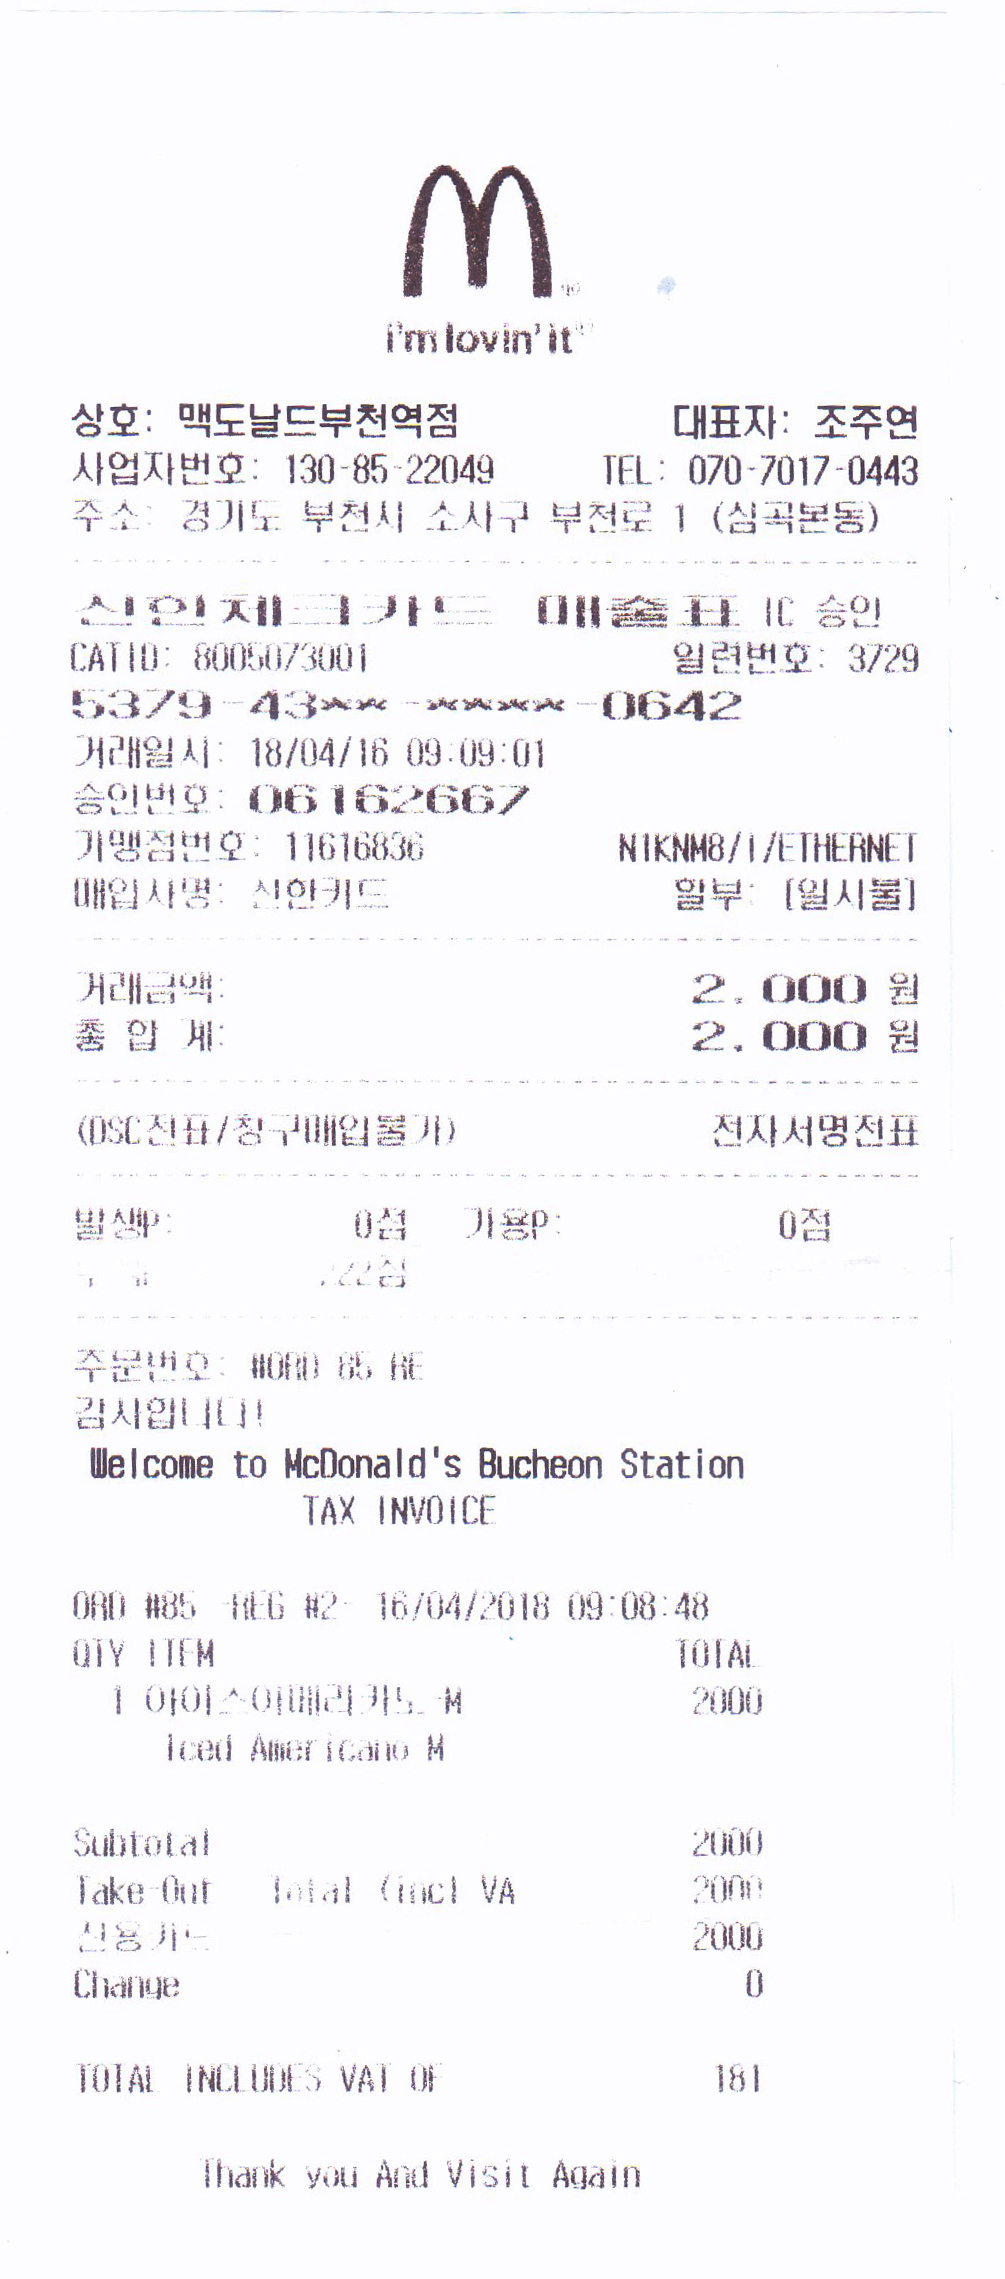 i'm lovin' it
상호: 맥도날드부천역점 대표자: 조주연
사업자번호: 130-85-22049 TEL: 070-7017-0443
주소: 경기도 부천시 소사구 부천로 1 (심곡본동)
신한체크카드 매출표 IC 승인
CATID: 8005073001 일련번호: 3729
5379-43**-****-0642
거래일시: 18/04/16 09:09:01
승인번호: 06162667
가맹점번호: 11616836 N1KNM8/I/ETHERNET
매입사명: 신한카드 할부: [일시불]
거래금액: 2,000 원
총 합 계: 2,000 원
(DSC전표/청구매입불가) 전자서명전표
발생P: 0점 가용P: 0점
주문번호: #ORD 85 RE
감사합니다!
Welcome to McDonald's Bucheon Station
TAX INVOICE
ORD #85 -REG #2- 16/04/2018 09:08:48
QTY ITEM TOTAL
1 아이스아메리카노-M 2000
Iced Americano M
Subtotal 2000
Take-Out Total (incl VA 2000
신용카드 2000
Change 0
TOTAL INCLUDES VAT OF 181
Thank you And Visit Again